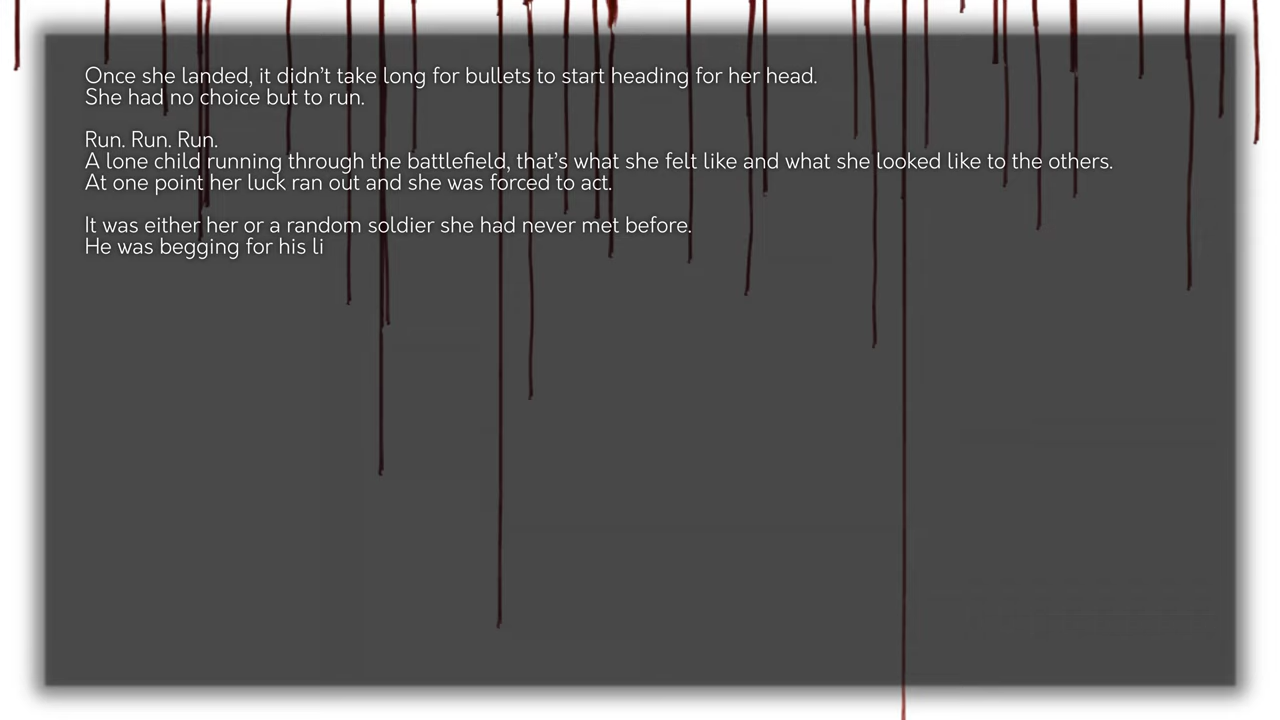 Once she landed, it didn’t take long for bullets to start heading for her head.
She had no choice but to run.
Run. Run. Run.
A lone child running through the battlefield, that’s what she felt like and what she looked like to the others.
At one point her luck ran out and she was forced to act.
It was either her or a random soldier she had never met before.
He was begging for his li